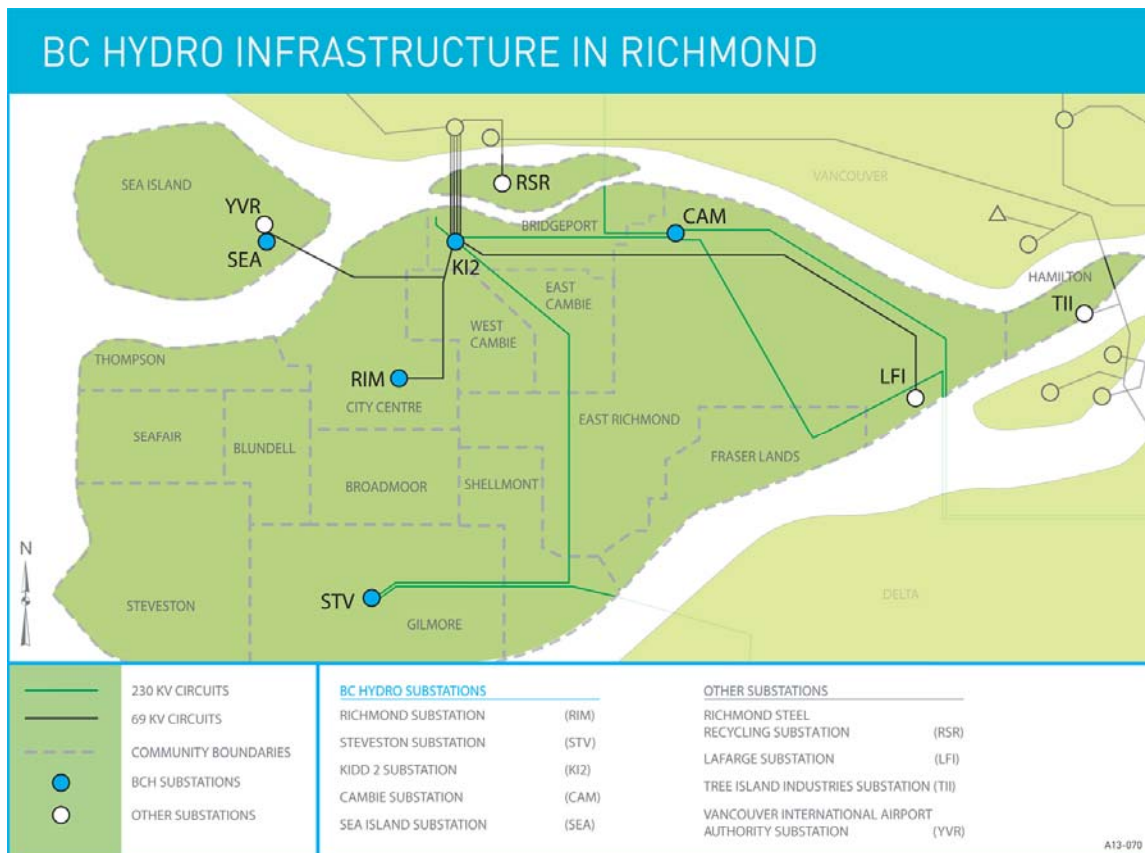 BC HYDRO INFRASTRUCTURE IN RICHMOND
SEA ISLAND
YVR
SEA
RSR
VANCOUVER
BRIDGEPORT
CAM
KI2
HAMILTON
TII
EAST
CAMBIE
WEST
CAMBIE
THOMPSON
RIM
LFI
CITY CENTRE
EAST RICHMOND
SEAFAIR
BLUNDELL
FRASER LANDS
BROADMOOR
SHELLMONT
N
STEVESTON
STV
GILMORE
DELTA
230 KV CIRCUITS
69 KV CIRCUITS
COMMUNITY BOUNDARIES
BCH SUBSTATIONS
OTHER SUBSTATIONS
BC HYDRO SUBSTATIONS
RICHMOND SUBSTATION (RIM)
STEVESTON SUBSTATION (STV)
KIDD 2 SUBSTATION (KI2)
CAMBIE SUBSTATION (CAM)
SEA ISLAND SUBSTATION (SEA)
OTHER SUBSTATIONS
RICHMOND STEEL
RECYCLING SUBSTATION (RSR)
LAFARGE SUBSTATION (LFI)
TREE ISLAND INDUSTRIES SUBSTATION (TII)
VANCOUVER INTERNATIONAL AIRPORT
AUTHORITY SUBSTATION (YVR)
A13-070